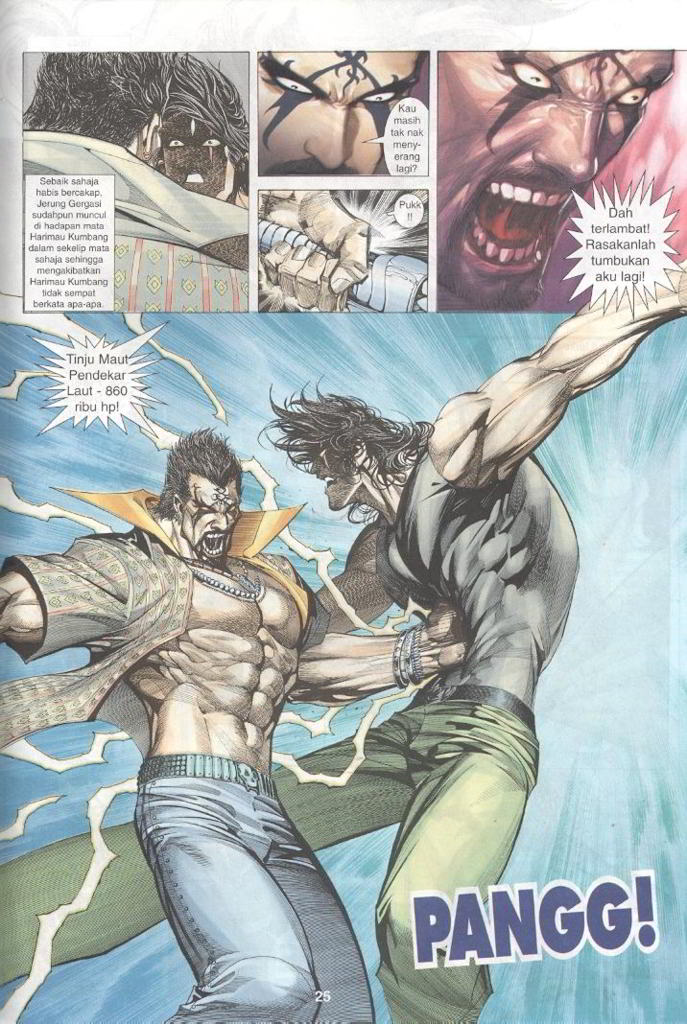 Sebaik sahaja
habis bercakap,
Jerung Gergasi
sudahpun muncul
di hadapan mata
Harimau Kumbang
dalam sekelip mata
sahaja sehingga
mengakibatkan
Harimau Kumbang
tidak sempat
berkata apa-apa.
Kau
masih
tak nak
meny-
erang
lagi?
Pukk
!!
Dah
terlambat!
Rasakanlah
tumbukan
aku lagi!
Tinju Maut
Pendekar
Laut - 860
ribu hp!
PANGG!
25